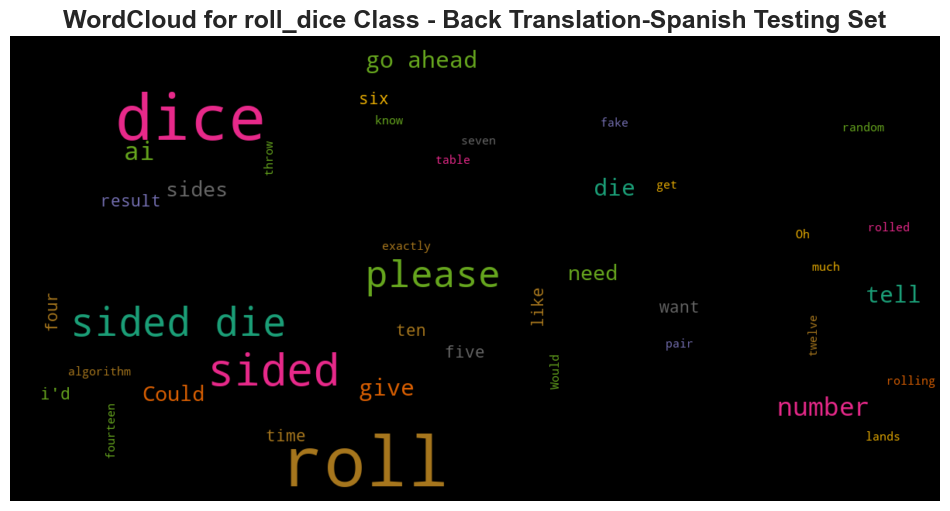 WordCloud for roll_dice Class - Back Translation-Spanish Testing Set
go ahead
six
dice
know
fake
random
seven
ai
throw
table
sides
die
get
result
rolled
Oh
exactly
please
need
much
tell
four
like
want
sided die
ten
twelve
five
pair
sided
algorithm
Would
rolling
i'd
Could
give
number
fourteen
time
lands
roll